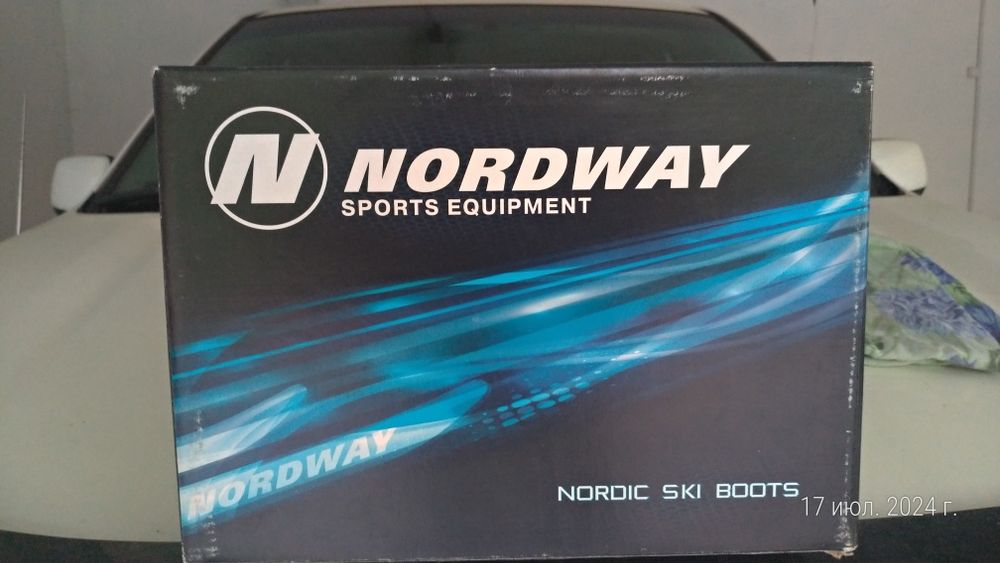 N NORDWAY
SPORTS EQUIPMENT
NORDWAY
NORDIC SKI BOOTS
17 июл. 2024 г.